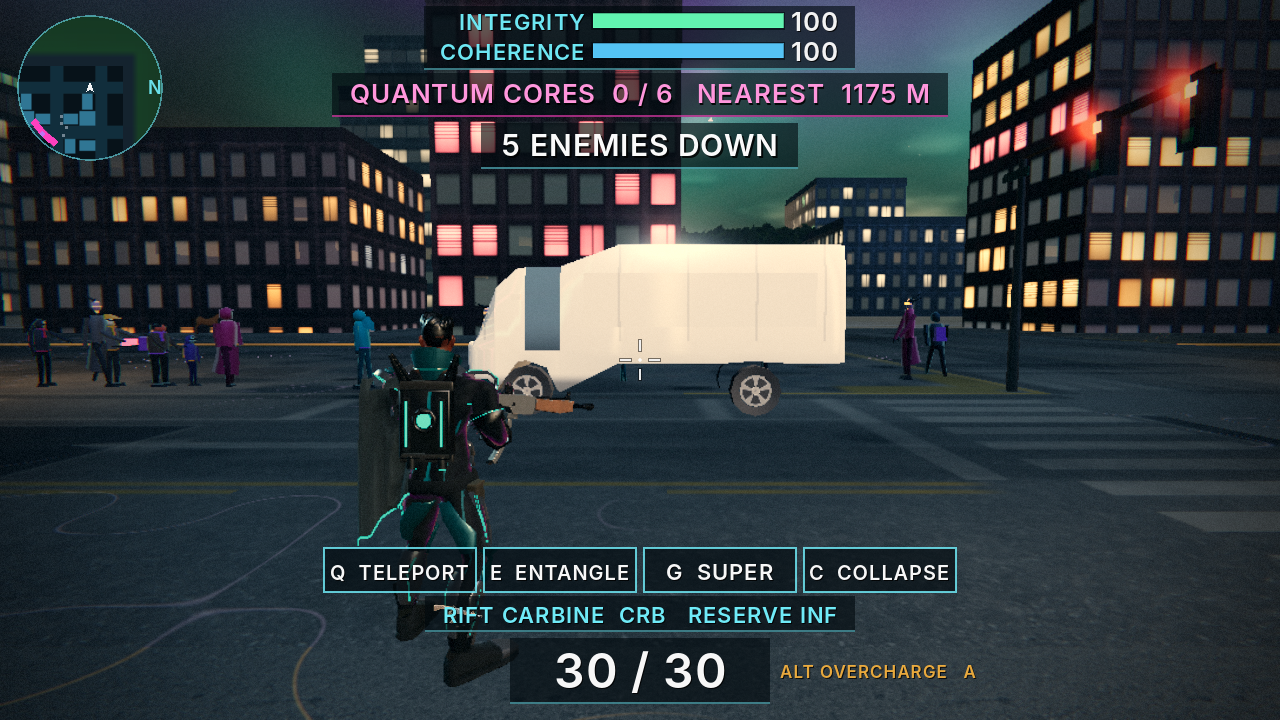 INTEGRITY 100
COHERENCE 100
QUANTUM CORES 0 / 6 NEAREST 1175 M
5 ENEMIES DOWN
N
Q TELEPORT E ENTANGLE G SUPER C COLLAPSE
RIFT CARBINE CRB RESERVE INF
30 / 30
ALT OVERCHARGE A